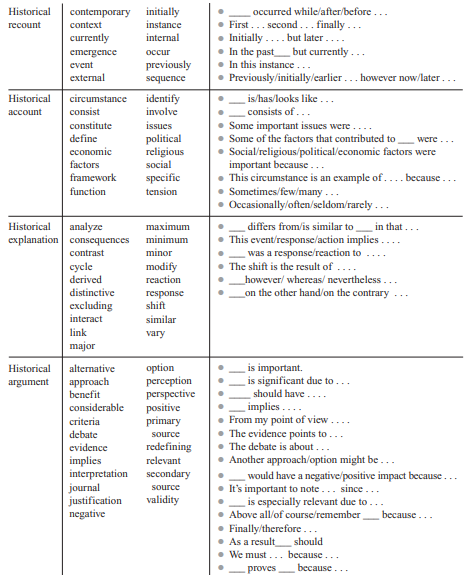 Historical
recount
contemporary
context
currently
emergence
event
external
initially
instance
internal
occur
previously
sequence
• ____ occurred while/after/before . . .
• First . . . second . . . finally . . .
• Initially . . . . but later . . . .
• In the past___ but currently . . .
• In this instance . . .
• Previously/initially/earlier . . . however now/later . . .
Historical
account
circumstance
consist
constitute
define
economic
factors
framework
function
identify
involve
issues
political
religious
social
specific
tension
• ___ is/has/looks like . . .
• ___ consists of . . .
• Some important issues were . . . .
• Some of the factors that contributed to ___ were . . .
• Social/religious/political/economic factors were
important because . . .
• This circumstance is an example of . . . . because . . .
• Sometimes/few/many . . .
• Occasionally/often/seldom/rarely . . .
Historical
explanation
analyze
consequences
contrast
cycle
derived
distinctive
excluding
interact
link
major
maximum
minimum
minor
modify
reaction
response
shift
similar
vary
• ___ differs from/is similar to ___ in that . . .
• This event/response/action implies . . . .
• ___ was a response/reaction to . . . .
• The shift is the result of . . . .
• ___however/ whereas/ nevertheless . . .
• ___on the other hand/on the contrary . . .
Historical
argument
alternative
approach
benefit
considerable
criteria
debate
evidence
implies
interpretation
journal
justification
negative
option
perception
perspective
positive
primary
source
redefining
relevant
secondary
source
validity
• ___ is important.
• ___ is significant due to . . .
• ____ should have . . . .
• ___ implies . . . .
• From my point of view . . . .
• The evidence points to . . .
• The debate is about . . .
• Another approach/option might be . . .
• ___ would have a negative/positive impact because . . .
• It’s important to note . . . since . . .
• ___ is especially relevant due to . . .
• Above all/of course/remember ___ because . . .
• Finally/therefore . . .
• As a result___ should
• We must . . . because . . .
• ___ proves ___ because . . .